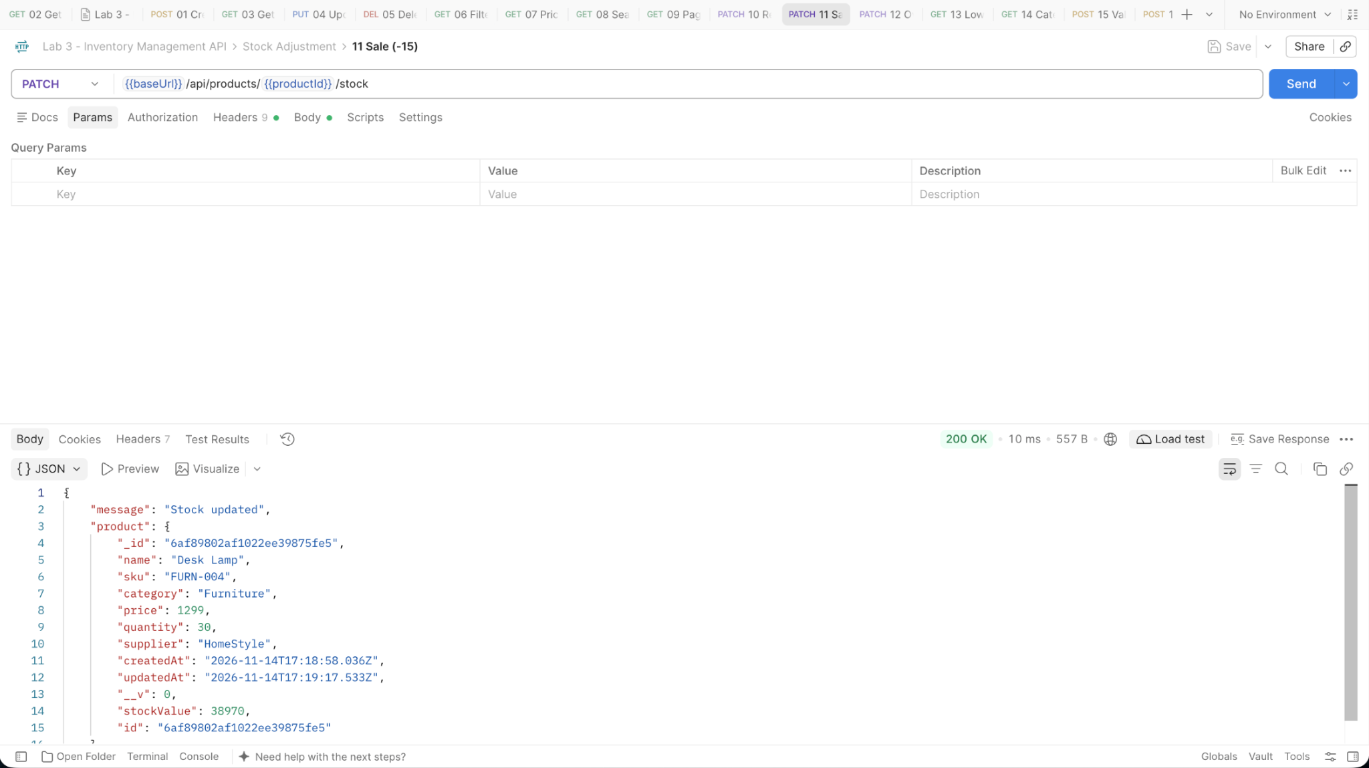 GET 02 Get
Lab 3 -
POST 01 Cr
GET 03 Get
PUT 04 Up
DEL 05 Del
GET 06 Filt
GET 07 Pric
GET 08 Sea
GET 09 Pag
PATCH 10 R
PATCH 11 Sa
PATCH 12 O
GET 13 Low
GET 14 Cat
POST 15 Va
POST 1
No Environment
HTTP Lab 3 - Inventory Management API > Stock Adjustment > 11 Sale (-15)
Save
Share
PATCH {{baseUrl}} /api/products/ {{productId}} /stock
Send
Docs Params Authorization Headers 9 Body Scripts Settings Cookies
Query Params
Key Value Description Bulk Edit
Key Value Description
Body Cookies Headers 7 Test Results 200 OK • 10 ms • 557 B Load test e.g. Save Response
{} JSON Preview Visualize
1 {
2 "message": "Stock updated",
3 "product": {
4 "_id": "6af89802af1022ee39875fe5",
5 "name": "Desk Lamp",
6 "sku": "FURN-004",
7 "category": "Furniture",
8 "price": 1299,
9 "quantity": 30,
10 "supplier": "HomeStyle",
11 "createdAt": "2026-11-14T17:18:58.036Z",
12 "updatedAt": "2026-11-14T17:19:17.533Z",
13 "__v": 0,
14 "stockValue": 38970,
15 "id": "6af89802af1022ee39875fe5"
Open Folder Terminal Console Need help with the next steps? Globals Vault Tools